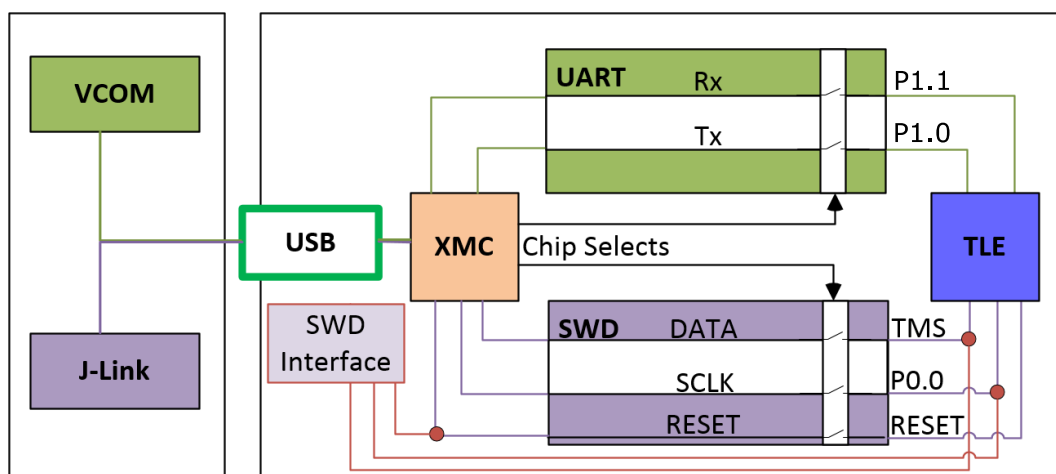 VCOM
J-Link
USB
XMC
Chip Selects
SWD
Interface
UART
Rx
P1.1
Tx
P1.0
TLE
SWD
DATA
TMS
SCLK
P0.0
RESET
RESET